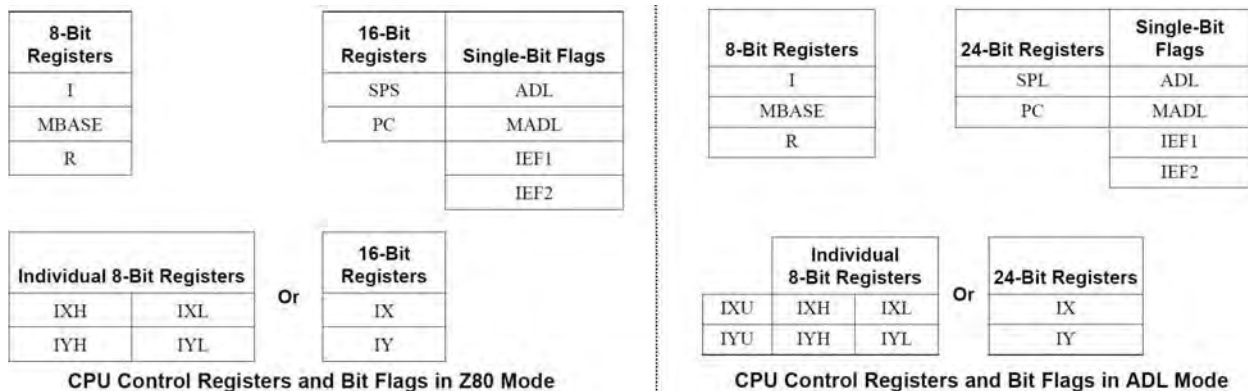 8-Bit
Registers
I
MBASE
R
16-Bit
Registers Single-Bit Flags
SPS ADL
PC MADL
IEF1
IEF2
Individual 8-Bit Registers
IXH IXL
IYH IYL
Or
16-Bit
Registers
IX
IY
CPU Control Registers and Bit Flags in Z80 Mode
8-Bit Registers
I
MBASE
R
24-Bit Registers Single-Bit
Flags
SPL ADL
PC MADL
IEF1
IEF2
Individual
8-Bit Registers
IXU IXH IXL
IYU IYH IYL
Or
24-Bit Registers
IX
IY
CPU Control Registers and Bit Flags in ADL Mode